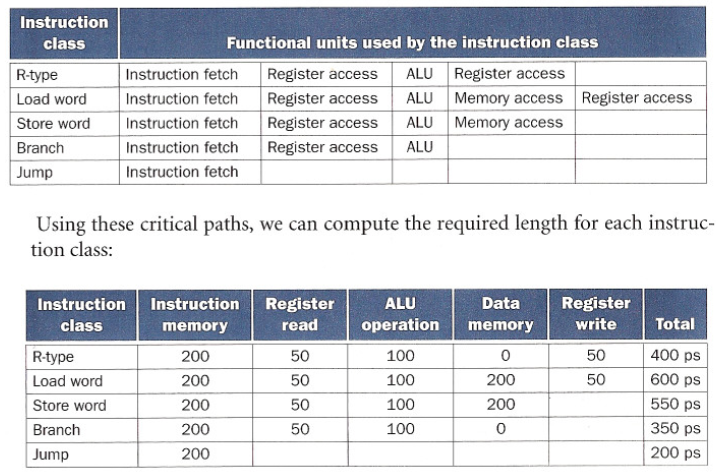 Instruction class Functional units used by the instruction class
R-type Instruction fetch Register access ALU Register access
Load word Instruction fetch Register access ALU Memory access Register access
Store word Instruction fetch Register access ALU Memory access
Branch Instruction fetch Register access ALU
Jump Instruction fetch
Using these critical paths, we can compute the required length for each instruc-
tion class:
Instruction class Instruction memory Register read ALU operation Data memory Register write Total
R-type 200 50 100 0 50 400 ps
Load word 200 50 100 200 50 600 ps
Store word 200 50 100 200 550 ps
Branch 200 50 100 0 350 ps
Jump 200 200 ps